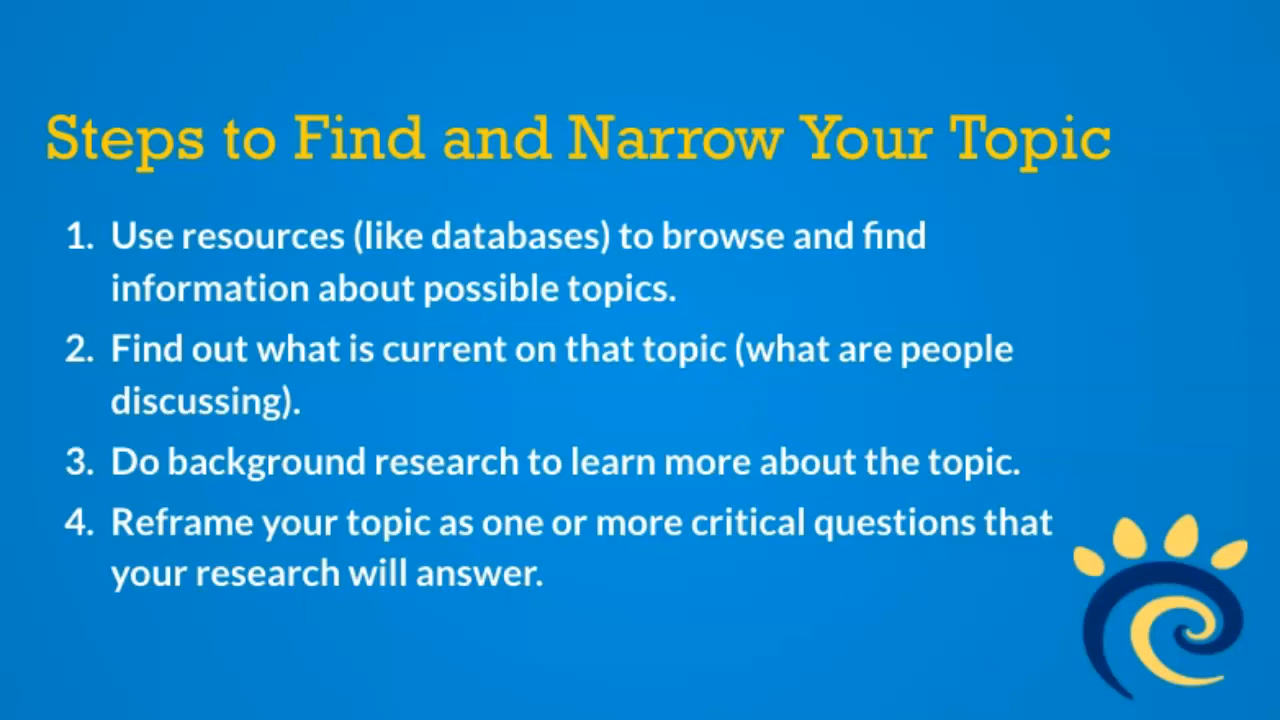 Steps to Find and Narrow Your Topic
1. Use resources (like databases) to browse and find
information about possible topics.
2. Find out what is current on that topic (what are people
discussing).
3. Do background research to learn more about the topic.
4. Reframe your topic as one or more critical questions that
your research will answer.